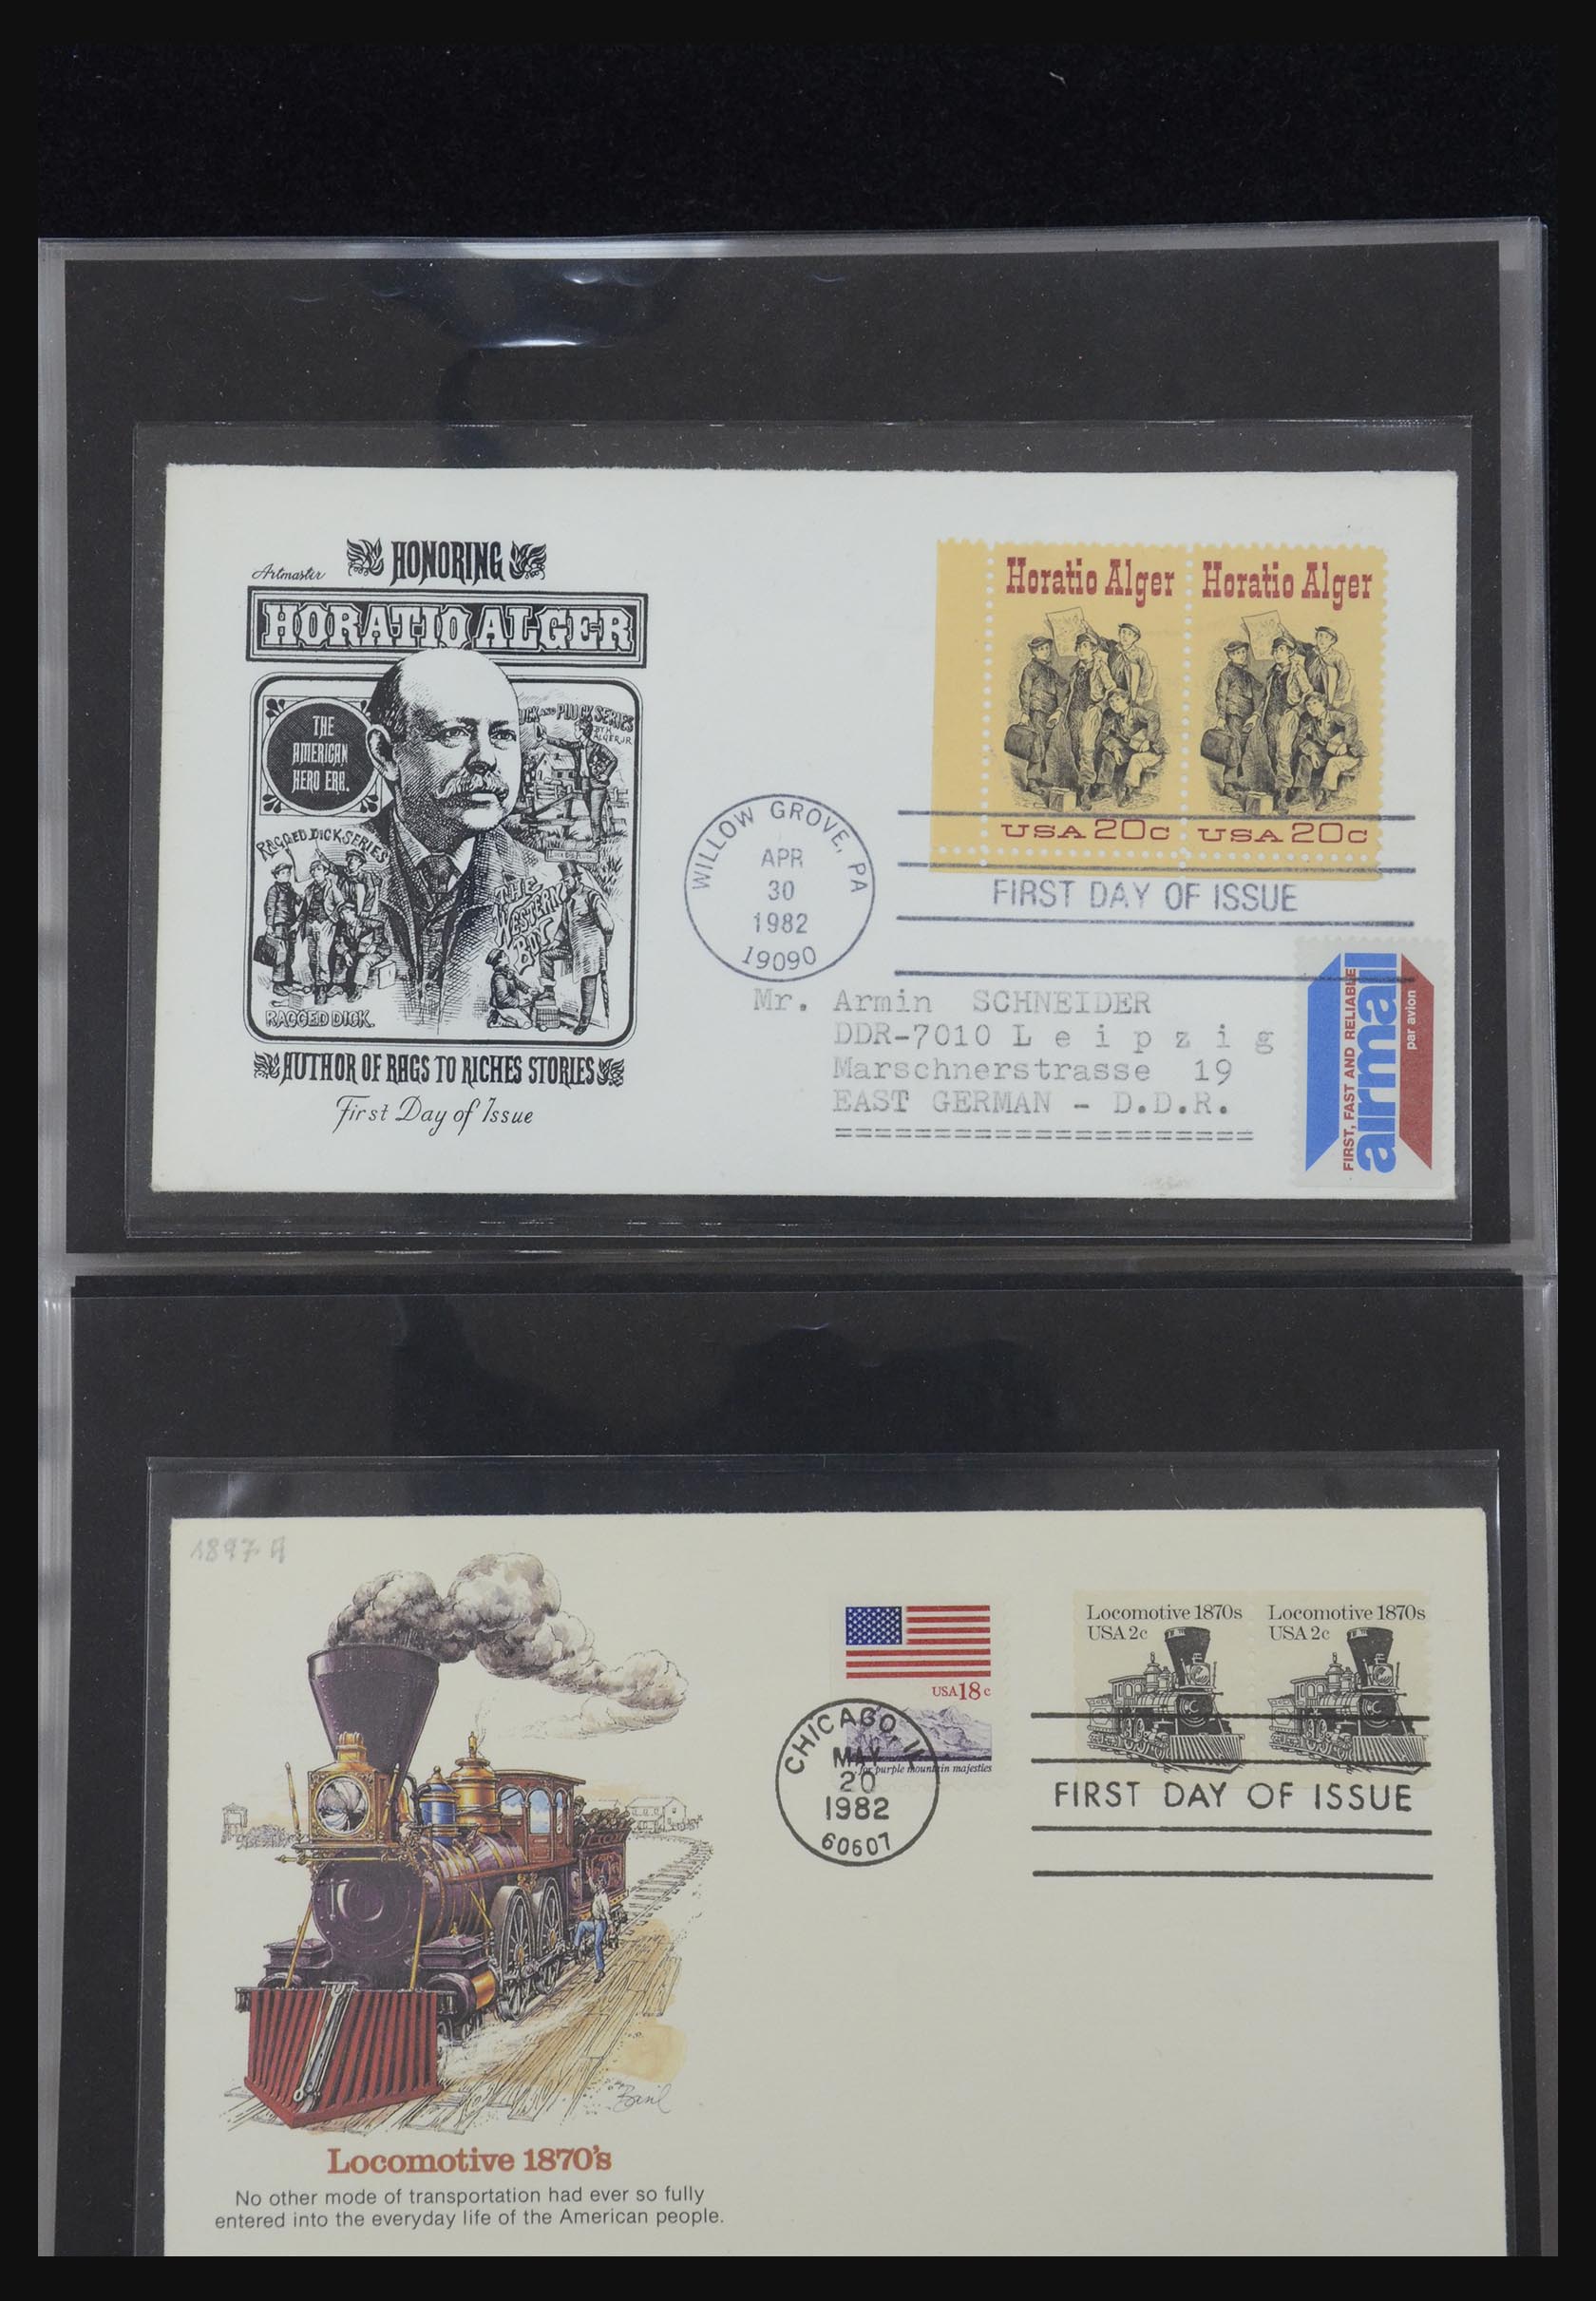 HONORING
Artmaster
HORATIO ALGER
THE
AMERICAN
HERO ERA.
LUCK AND PLUCK SERIES
BY H.
ALGER JR
RAGGED DICK SERIES
THE
WESTERN
BOY
RAGGED DICK.
AUTHOR OF RAGS TO RICHES STORIES
First Day of Issue
Horatio Alger Horatio Alger
USA 20c USA 20c
WILLOW GROVE, PA
APR
30
1982
19090
FIRST DAY OF ISSUE
Mr. Armin SCHNEIDER
DDR-7010 L e i p z i g
Marschnerstrasse 19
EAST GERMAN - D.D.R.
======================
FIRST, FAST AND RELIABLE
airmail
par avion
1897 A
USA 18c
for purple mountain majesties
CHICAGO, IL
MAY
20
1982
60607
Locomotive 1870s Locomotive 1870s
USA 2c USA 2c
FIRST DAY OF ISSUE
Locomotive 1870's
No other mode of transportation had ever so fully
entered into the everyday life of the American people.